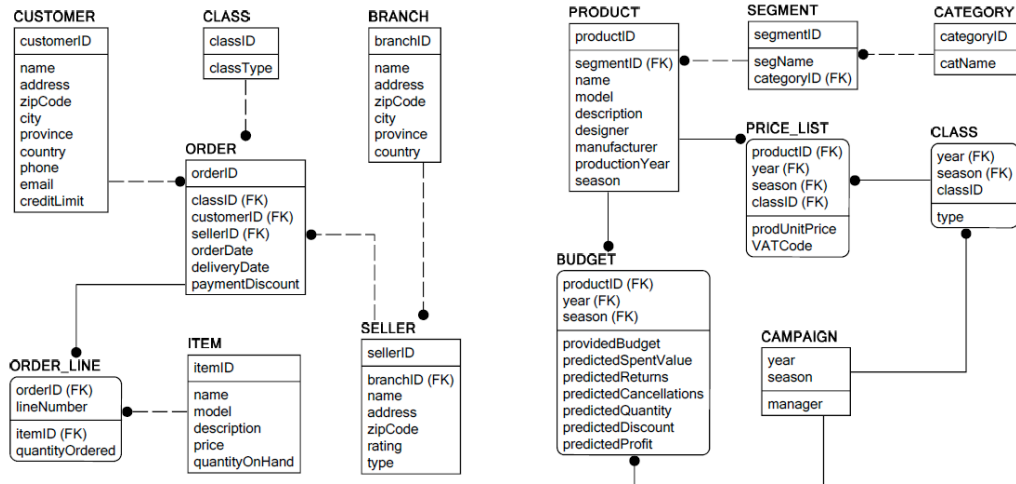 CUSTOMER
customerID
name
address
zipCode
city
province
country
phone
email
creditLimit
CLASS
classID
classType
BRANCH
branchID
name
address
city
province
country
ORDER
orderID
classID (FK)
customerID (FK)
sellerID (FK)
orderDate
deliveryDate
paymentDiscount
ORDER_LINE
orderID (FK)
lineNumber
itemID (FK)
quantityOrdered
ITEM
itemID
name
model
description
price
quantityOnHand
SELLER
sellerID
branchID (FK)
name
address
zipCode
rating
type
PRODUCT
productID
segmentID (FK)
name
model
description
designer
manufacturer
productionYear
season
SEGMENT
segmentID
segName
categoryID (FK)
CATEGORY
categoryID
catName
PRICE_LIST
productID (FK)
year (FK)
season (FK)
classID (FK)
prodUnitPrice
VATCode
CLASS
year (FK)
season (FK)
classID
type
BUDGET
productID (FK)
year (FK)
season (FK)
providedBudget
predictedSpentValue
predictedReturns
predictedCancellations
predictedQuantity
predictedDiscount
predictedProfit
CAMPAIGN
year
season
manager